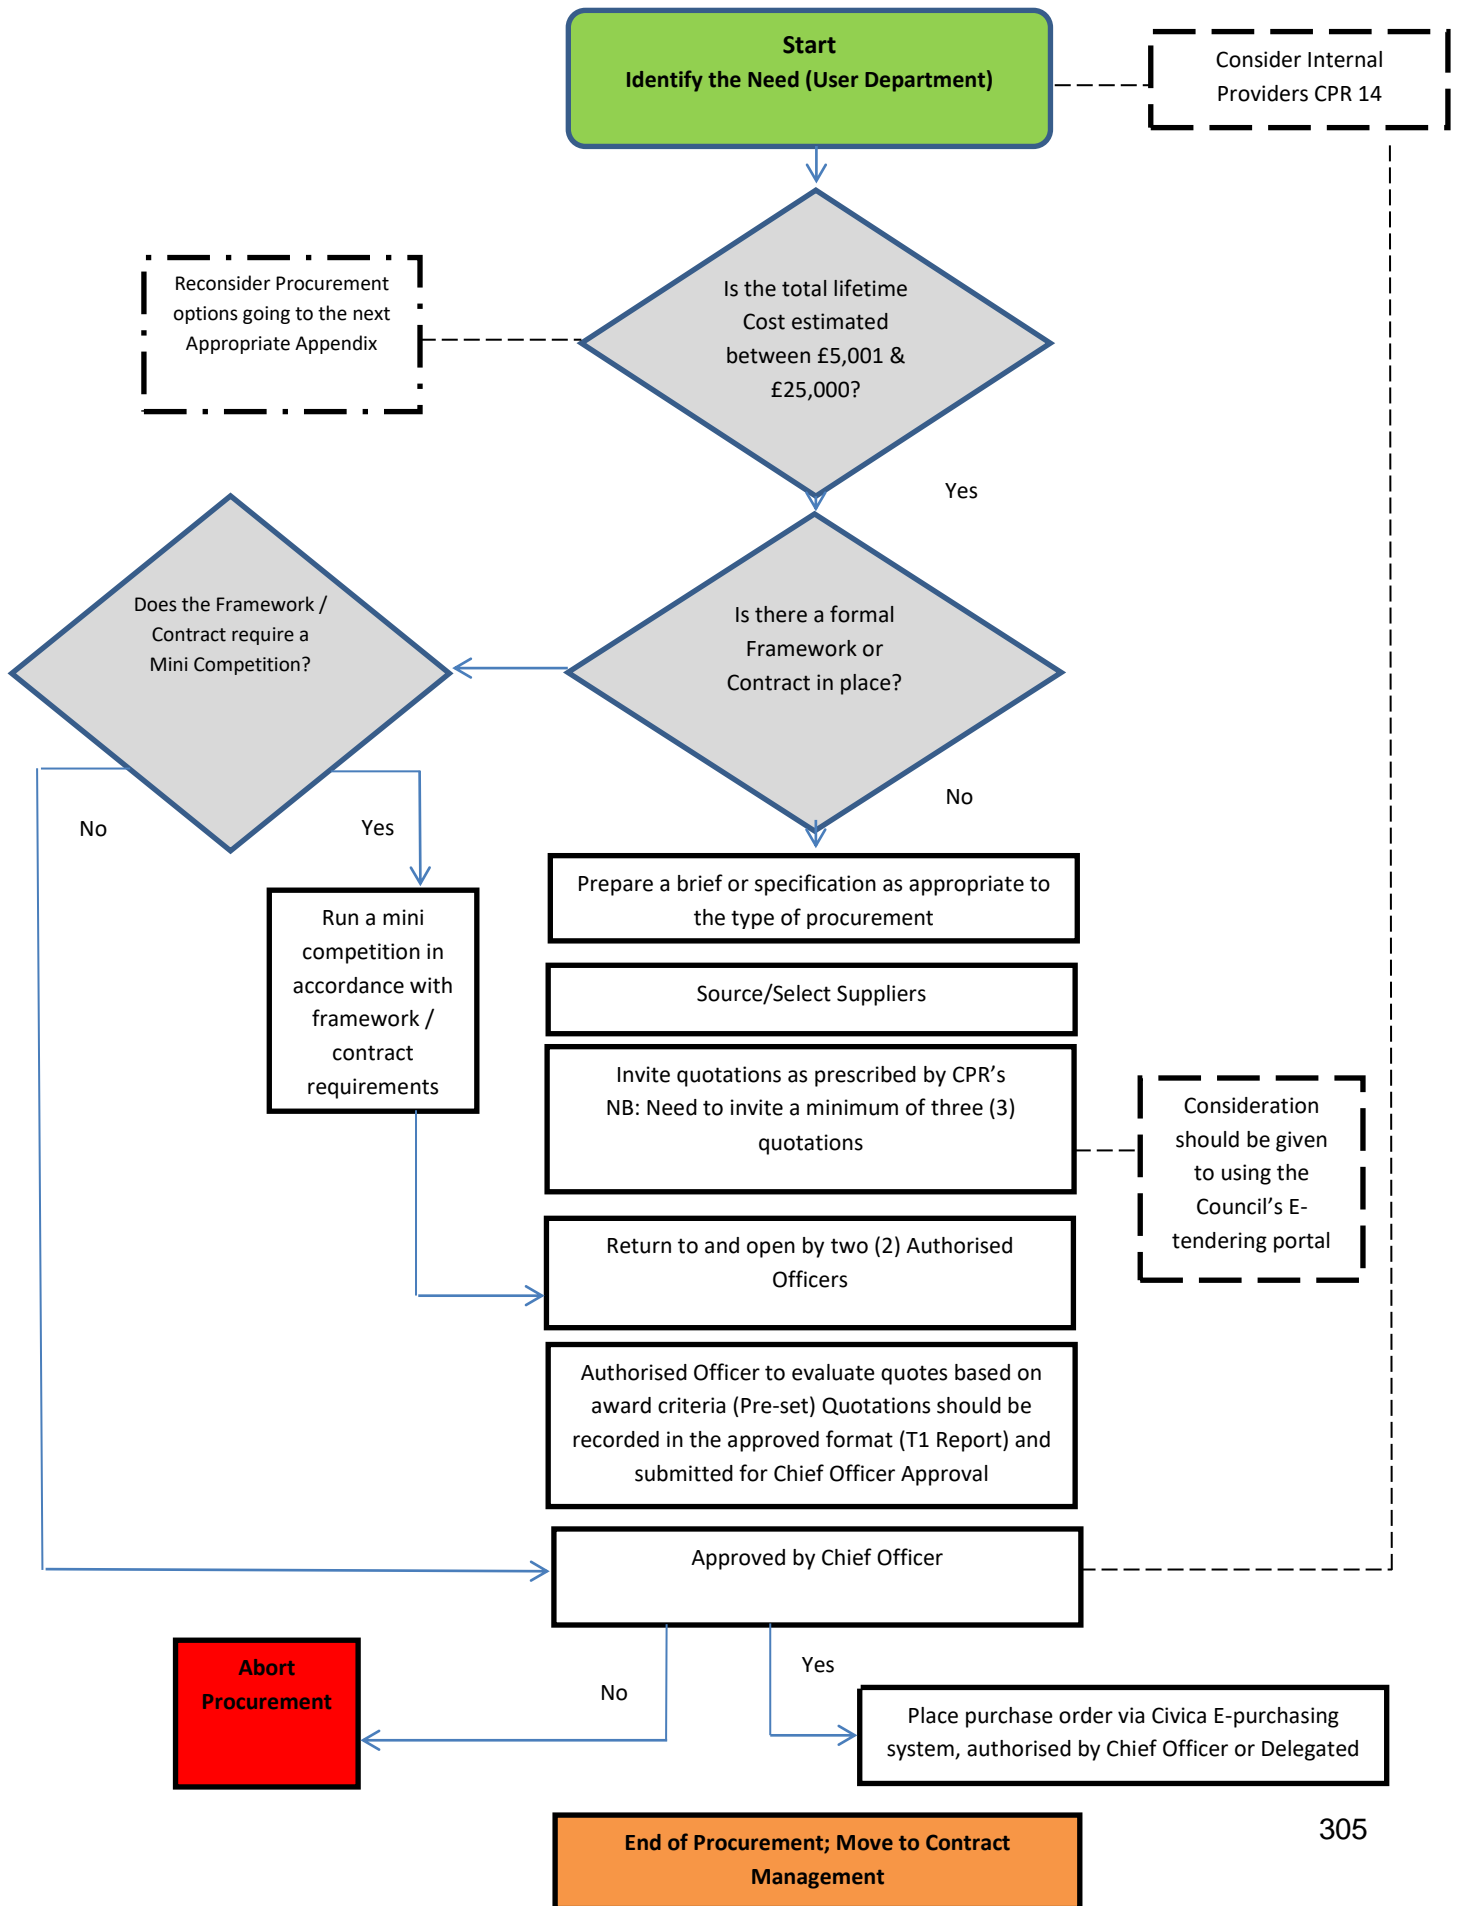 Start
Identify the Need (User Department)
Consider Internal
Providers CPR 14
Reconsider Procurement
options going to the next
Appropriate Appendix
Is the total lifetime
Cost estimated
between £5,001 &
£25,000?
Yes
Does the Framework /
Contract require a
Mini Competition?
Is there a formal
Framework or
Contract in place?
No
No
Yes
Prepare a brief or specification as appropriate to
the type of procurement
Run a mini
competition in
accordance with
framework /
contract
requirements
Source/Select Suppliers
Invite quotations as prescribed by CPR’s
NB: Need to invite a minimum of three (3)
quotations
Consideration
should be given
to using the
Council’s E-
tendering portal
Return to and open by two (2) Authorised
Officers
Authorised Officer to evaluate quotes based on
award criteria (Pre-set) Quotations should be
recorded in the approved format (T1 Report) and
submitted for Chief Officer Approval
Approved by Chief Officer
Abort
Procurement
No
Yes
Place purchase order via Civica E-purchasing
system, authorised by Chief Officer or Delegated
End of Procurement; Move to Contract
Management
305